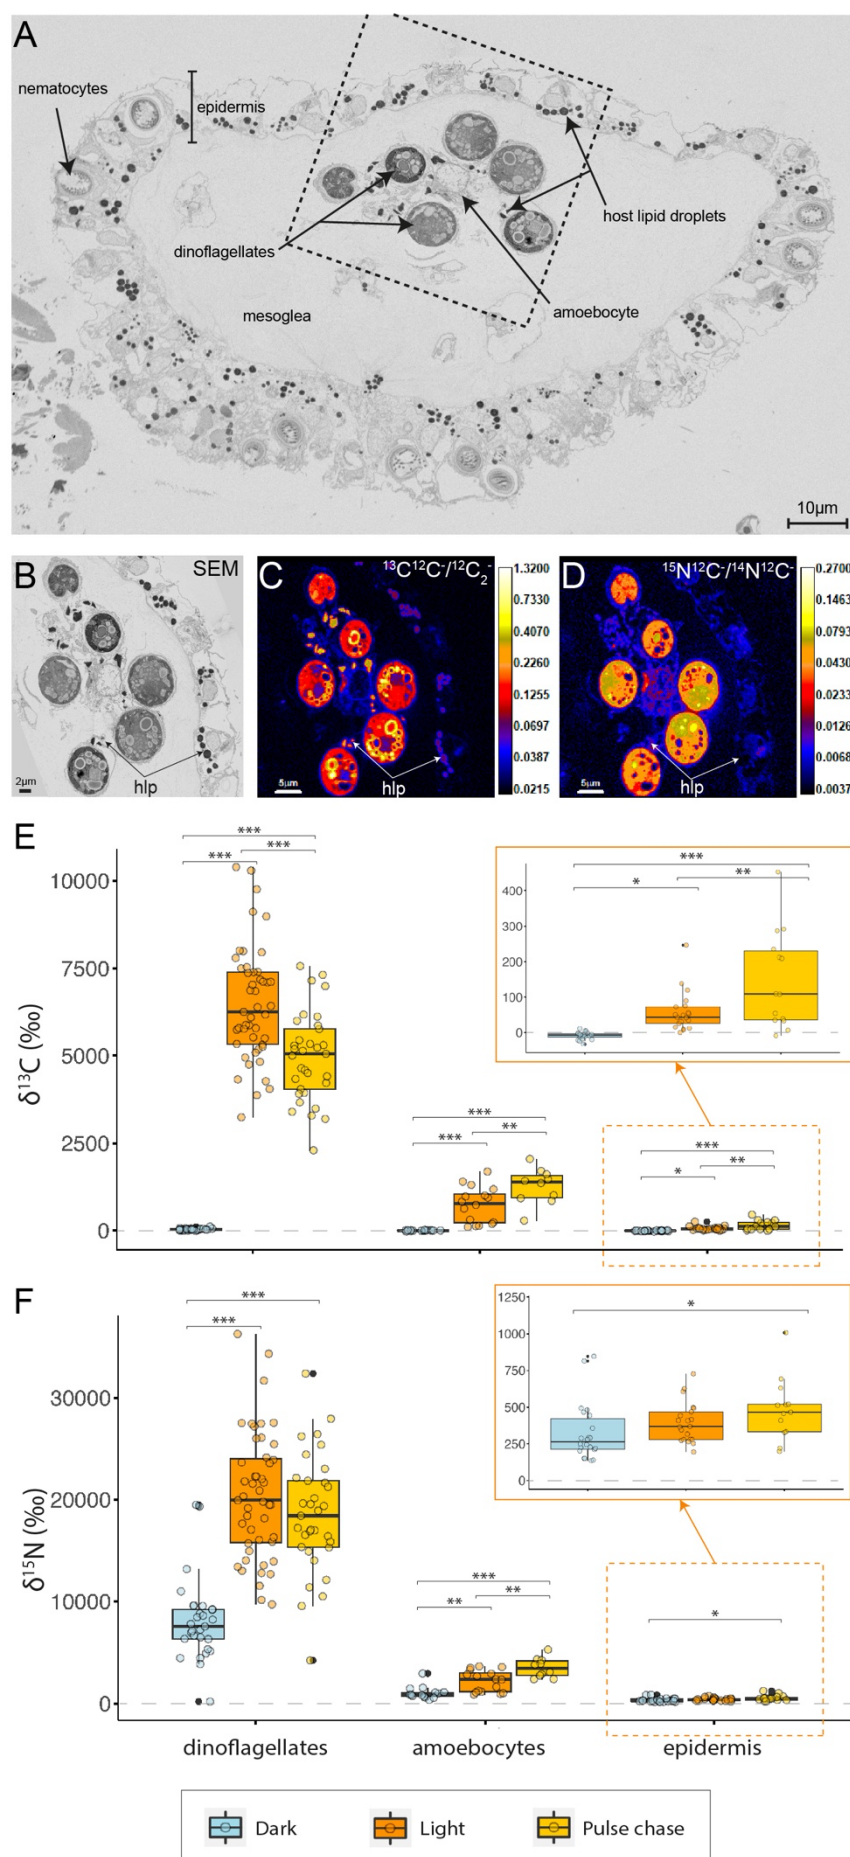 A
nematocytes
epidermis
host lipid droplets
dinoflagellates
mesoglea
amoebocyte
10µm
B
SEM
2µm
hlp
C
¹³C¹²C⁻/¹²C₂⁻
1.3200
0.7330
0.4070
0.2260
0.1255
0.0697
0.0387
0.0215
5µm
hlp
D
¹⁵N¹²C⁻/¹⁴N¹²C⁻
0.2700
0.1463
0.0793
0.0430
0.0233
0.0126
0.0068
0.0037
5µm
hlp
E
δ¹³C (‰)
10000
7500
5000
2500
0
***
***
***
***
***
**
***
*
**
400
300
200
100
0
***
*
**
F
δ¹⁵N (‰)
30000
20000
10000
0
***
***
***
**
**
*
1250
1000
750
500
250
0
*
dinoflagellates
amoebocytes
epidermis
Dark
Light
Pulse chase